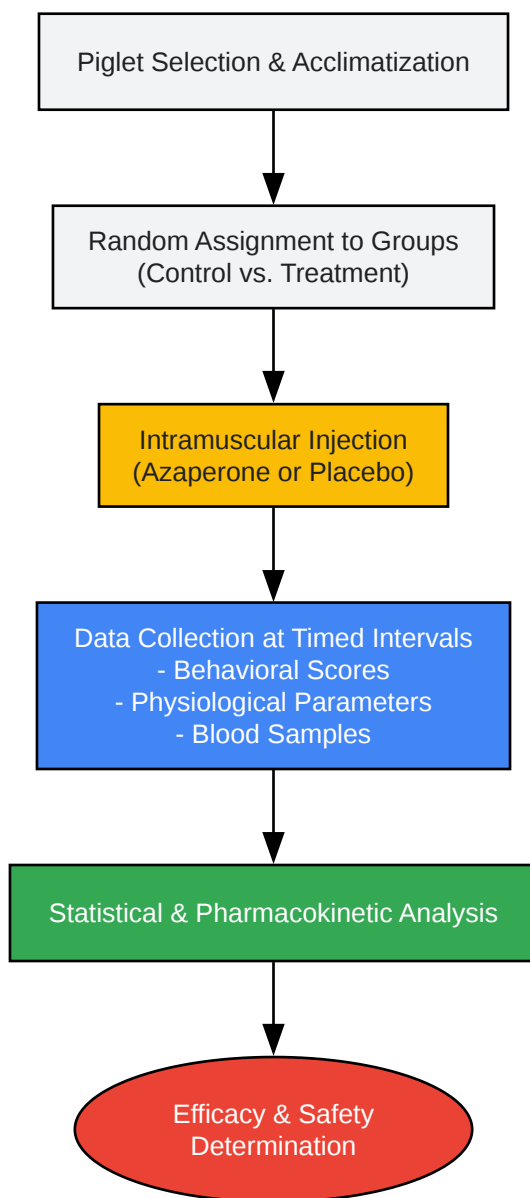 Piglet Selection & Acclimatization
Random Assignment to Groups
(Control vs. Treatment)
Intramuscular Injection
(Azaperone or Placebo)
Data Collection at Timed Intervals
- Behavioral Scores
- Physiological Parameters
- Blood Samples
Statistical & Pharmacokinetic Analysis
Efficacy & Safety
Determination